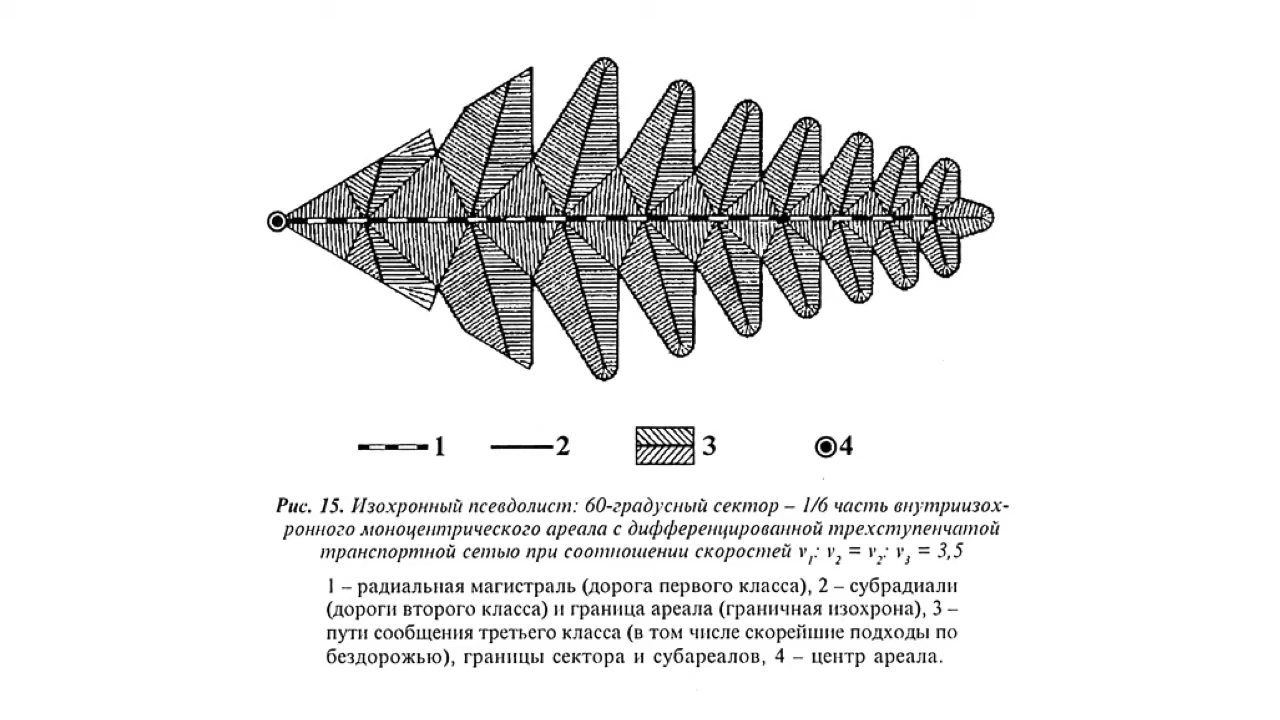 1 2 3 4
Рис. 15. Изохронный псевдолист: 60-градусный сектор – 1/6 часть внутриизох-
ронного моноцентрического ареала с дифференцированной трехступенчатой
транспортной сетью при соотношении скоростей v₁: v₂ = v₂: v₃ = 3,5
1 – радиальная магистраль (дорога первого класса), 2 – субрадиали
(дороги второго класса) и граница ареала (граничная изохрона), 3 –
пути сообщения третьего класса (в том числе скорейшие подходы по
бездорожью), границы сектора и субареалов, 4 – центр ареала.